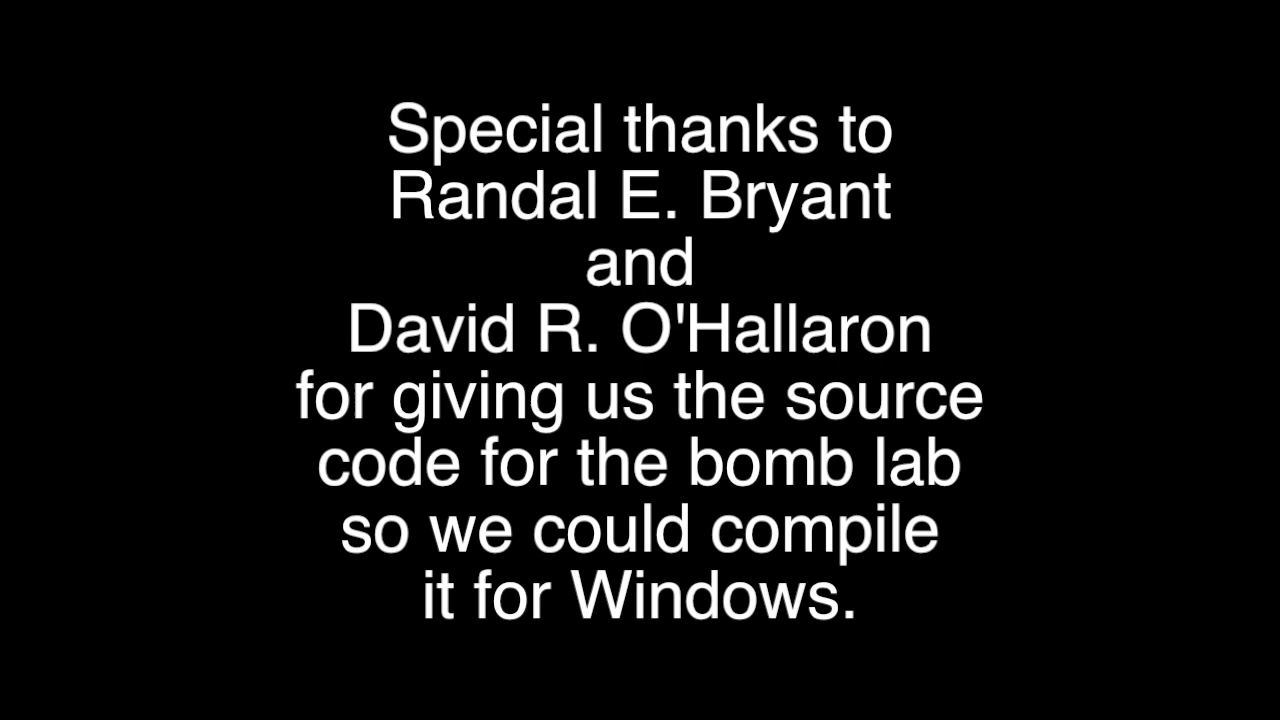 Special thanks to
Randal E. Bryant
and
David R. O'Hallaron
for giving us the source
code for the bomb lab
so we could compile
it for Windows.